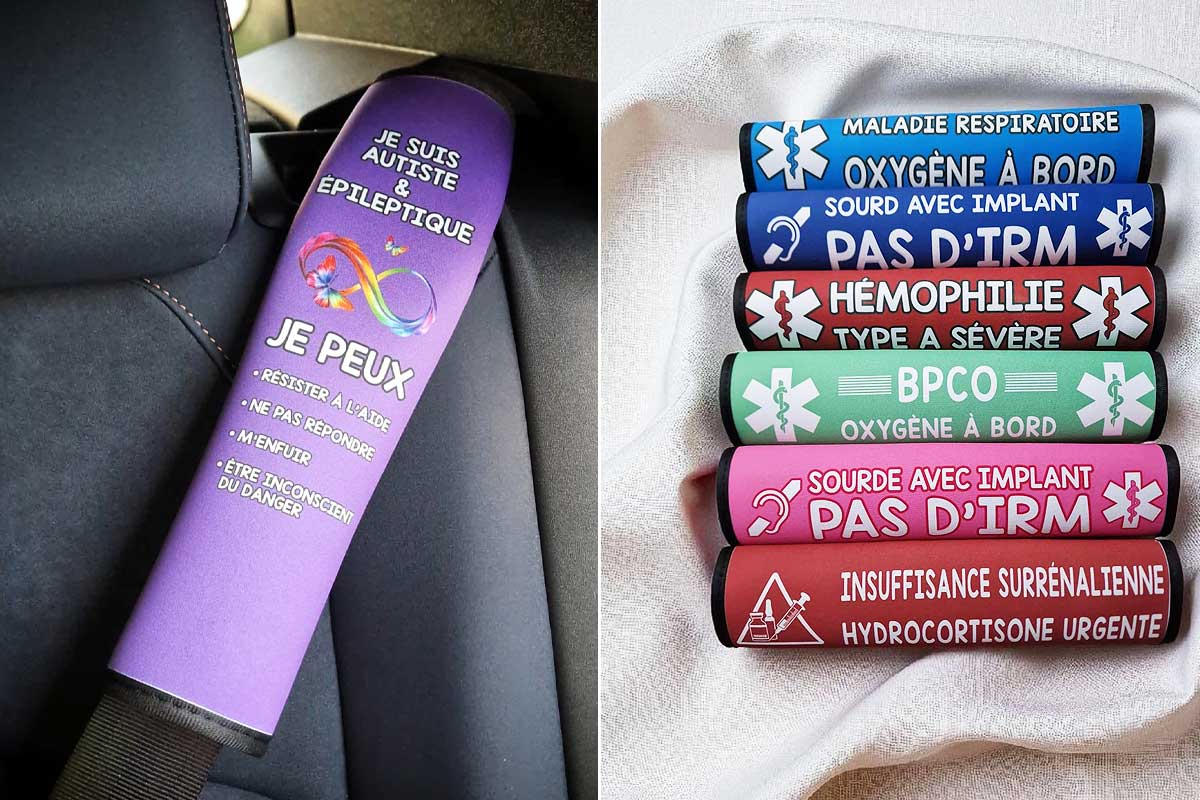 JE SUIS
AUTISTE
&
ÉPILEPTIQUE
JE PEUX
• RÉSISTER À L'AIDE
• NE PAS RÉPONDRE
• M'ENFUIR
• ÊTRE INCONSCIENT
DU DANGER
MALADIE RESPIRATOIRE
OXYGÈNE À BORD
SOURD AVEC IMPLANT
PAS D'IRM
HÉMOPHILIE
TYPE A SÉVÈRE
BPCO
OXYGÈNE À BORD
SOURDE AVEC IMPLANT
PAS D'IRM
INSUFFISANCE SURRÉNALIENNE
HYDROCORTISONE URGENTE